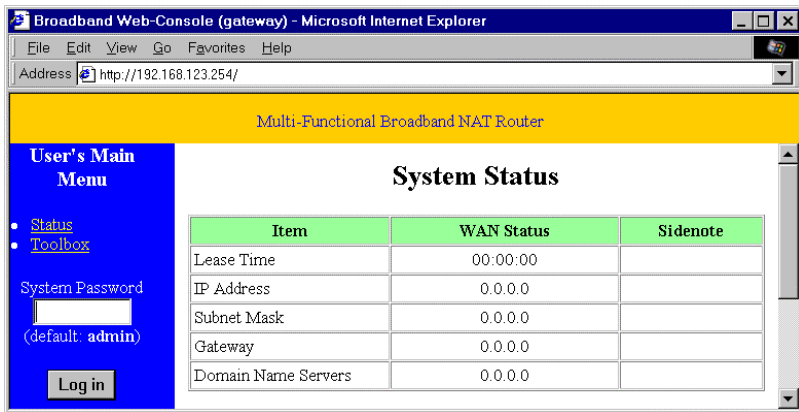 Broadband Web-Console (gateway) - Microsoft Internet Explorer
File Edit View Go Favorites Help
Address http://192.168.123.254/
Multi-Functional Broadband NAT Router
User's Main
Menu
Status
Toolbox
System Password
(default: admin)
Log in
System Status
Item WAN Status Sidenote
Lease Time 00:00:00
IP Address 0.0.0.0
Subnet Mask 0.0.0.0
Gateway 0.0.0.0
Domain Name Servers 0.0.0.0